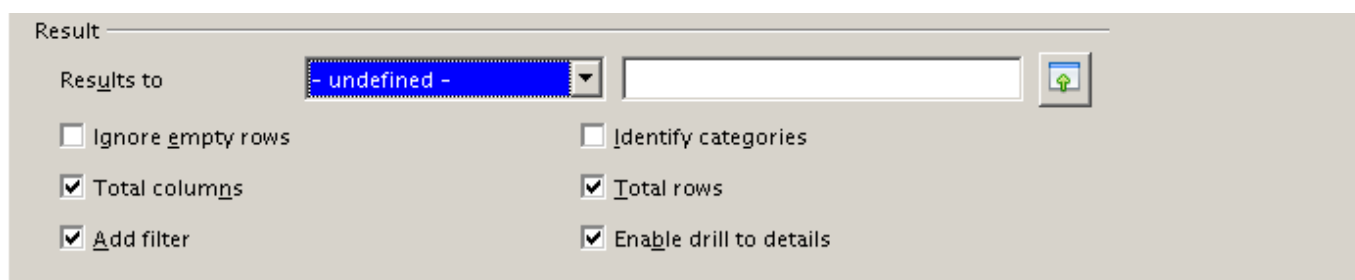 Result
Results to - undefined -
Ignore empty rows Identify categories
Total columns Total rows
Add filter Enable drill to details